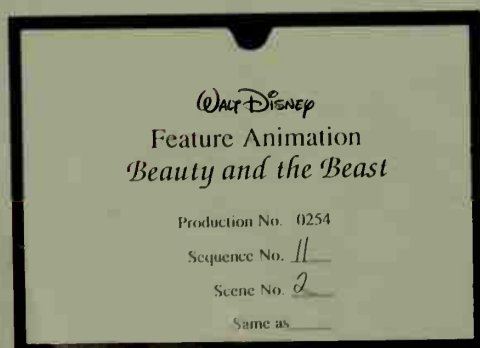 WALT DISNEY
Feature Animation
Beauty and the Beast
Production No. 0254
Sequence No. 11
Scene No. 2
Same as